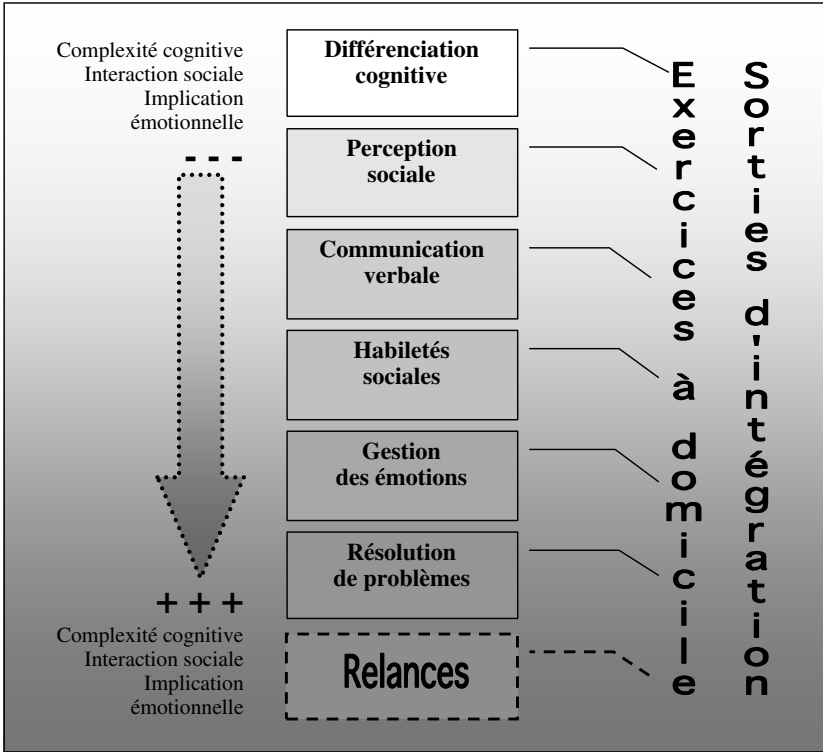 Complexité cognitive
Interaction sociale
Implication
émotionnelle
- - -
Différenciation
cognitive
Perception
sociale
Communication
verbale
Habiletés
sociales
Gestion
des émotions
Résolution
de problèmes
Relances
+ + +
Complexité cognitive
Interaction sociale
Implication
émotionnelle
Exercices à domicile
Sorties d'intégration